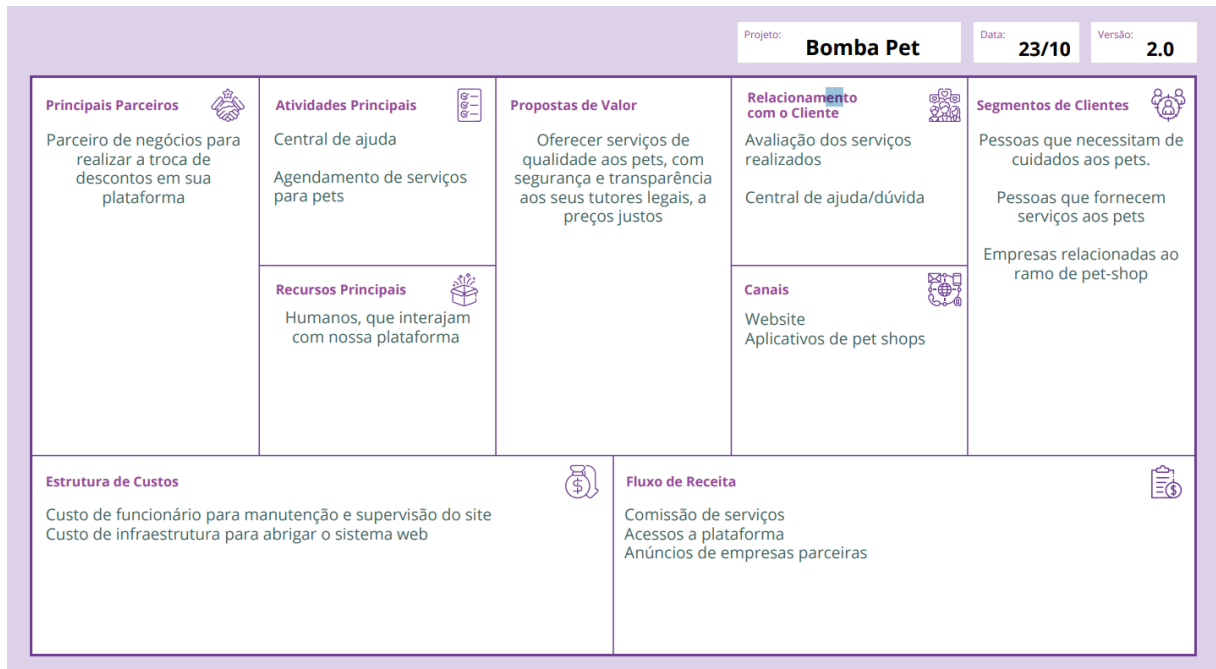 Projeto:
Bomba Pet
Data:
23/10
Versão:
2.0
Principais Parceiros
Parceiro de negócios para
realizar a troca de
descontos em sua
plataforma
Atividades Principais
Central de ajuda
Agendamento de serviços
para pets
Recursos Principais
Humanos, que interajam
com nossa plataforma
Propostas de Valor
Oferecer serviços de
qualidade aos pets, com
segurança e transparência
aos seus tutores legais, a
preços justos
Relacionamento
com o Cliente
Avaliação dos serviços
realizados
Central de ajuda/dúvida
Canais
Website
Aplicativos de pet shops
Segmentos de Clientes
Pessoas que necessitam de
cuidados aos pets.
Pessoas que fornecem
serviços aos pets
Empresas relacionadas ao
ramo de pet-shop
Estrutura de Custos
Custo de funcionário para manutenção e supervisão do site
Custo de infraestrutura para abrigar o sistema web
Fluxo de Receita
Comissão de serviços
Acessos a plataforma
Anúncios de empresas parceiras